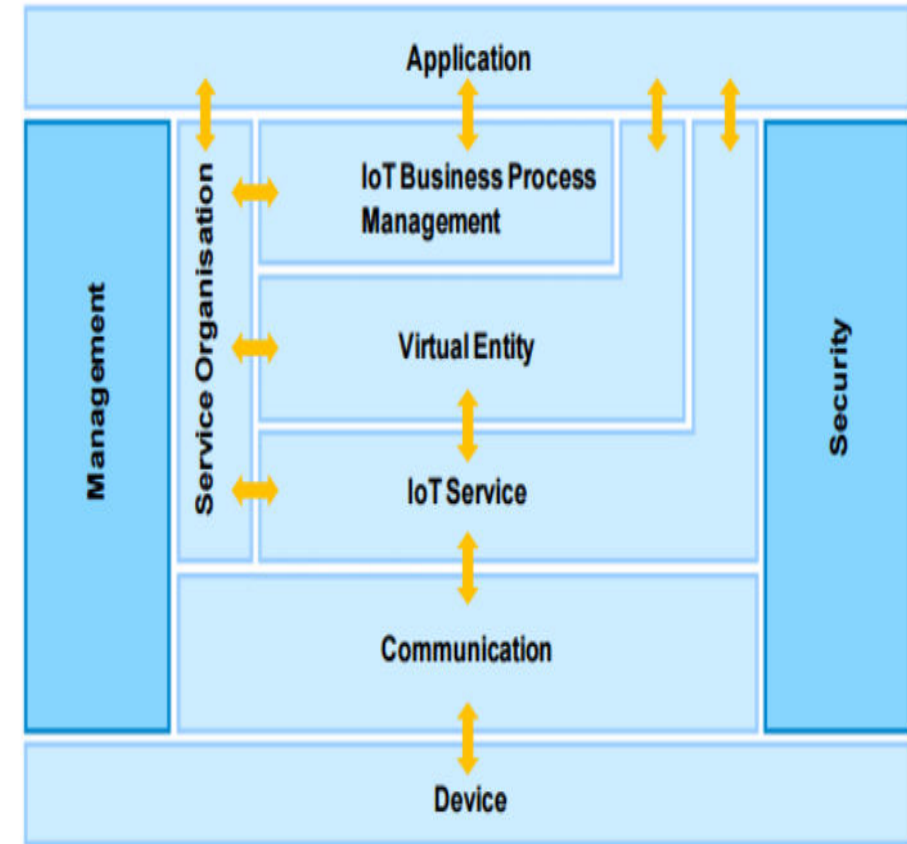 Application
IoT Business Process
Management
Service Organisation
Management
Virtual Entity
Security
IoT Service
Communication
Device